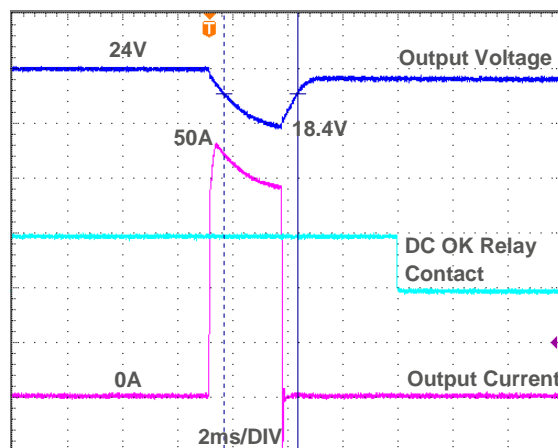 T
24V
Output Voltage
18.4V
50A
DC OK Relay
Contact
0A
Output Current
2ms/DIV